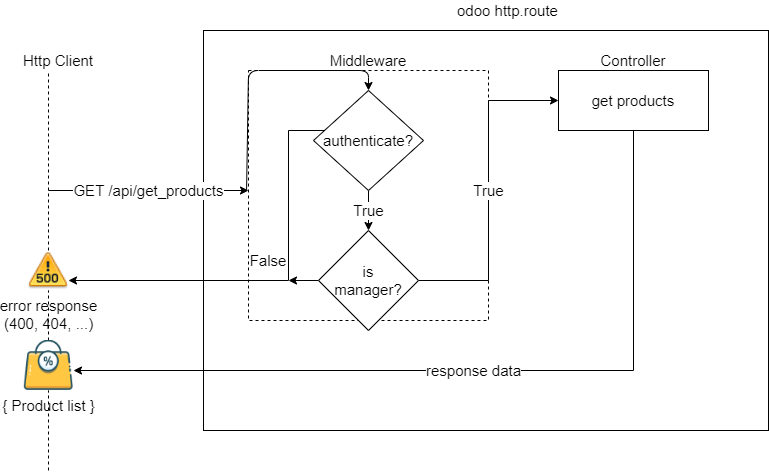 odoo http.route
Http Client
Middleware
Controller
get products
authenticate?
GET /api/get_products
True
True
False
is
manager?
500
error response
(400, 404, ...)
%
response data
{ Product list }